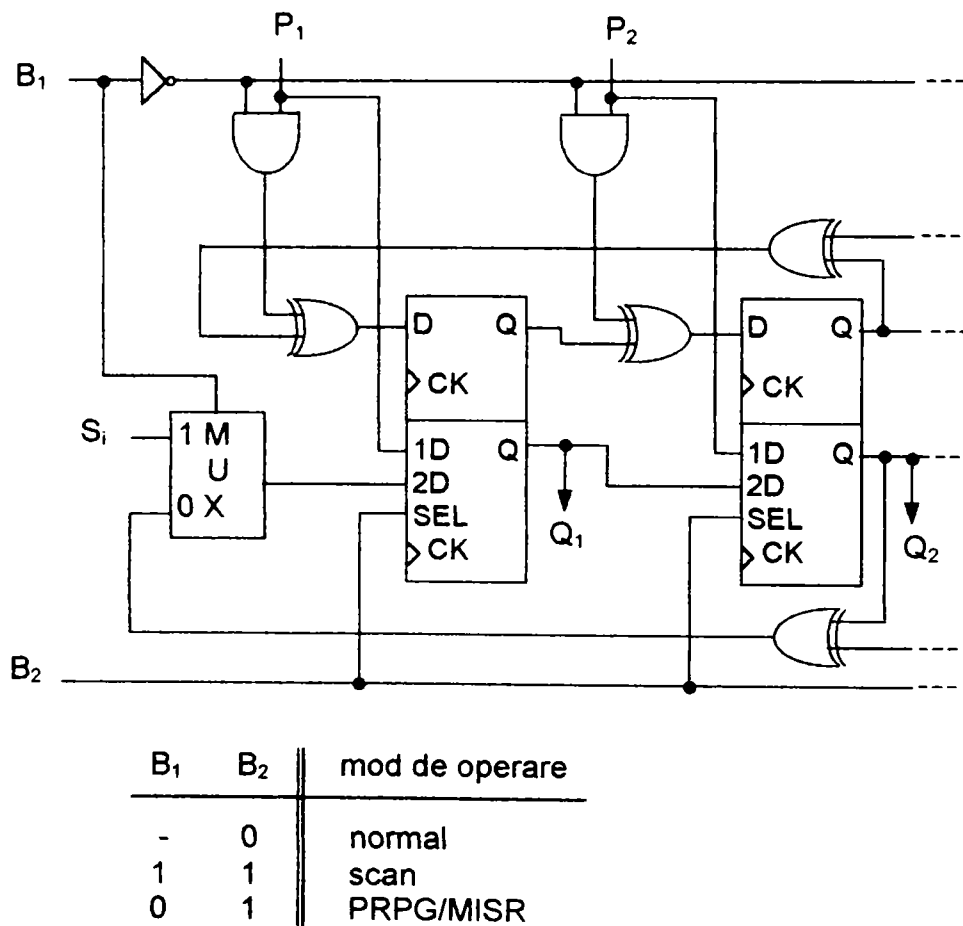 P₁ P₂
B₁
D Q D Q
CK CK
Sᵢ 1 M 1D Q 1D Q
U 2D 2D
0 X SEL SEL
CK Q₁ CK Q₂
B₂
B₁ B₂ mod de operare
- 0 normal
1 1 scan
0 1 PRPG/MISR